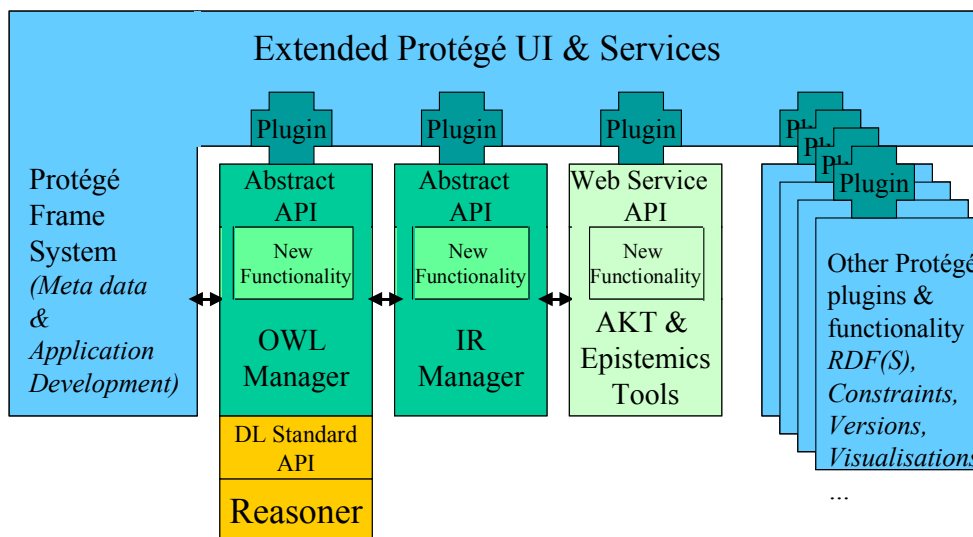 Extended Protégé UI & Services
Plugin
Plugin
Plugin
Plugin
Protégé
Frame
System
(Meta data
&
Application
Development)
Abstract
API
New
Functionality
OWL
Manager
DL Standard
API
Reasoner
Abstract
API
New
Functionality
IR
Manager
Web Service
API
New
Functionality
AKT &
Epistemics
Tools
Other Protégé
plugins &
functionality
RDF(S),
Constraints,
Versions,
Visualisations
...